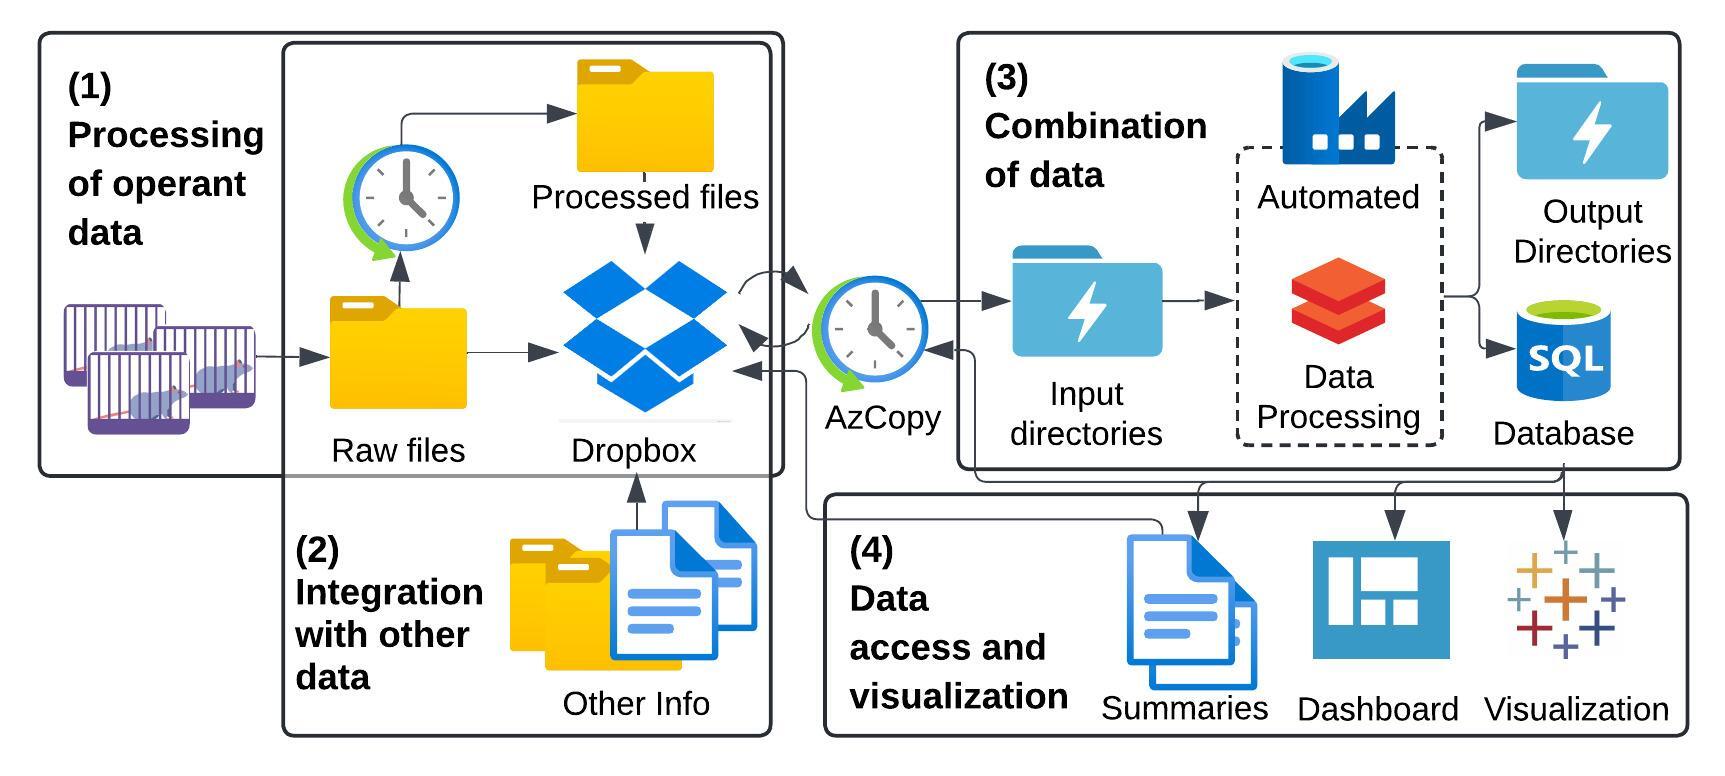 (1)
Processing
of operant
data
Processed files
Raw files
Dropbox
(2)
Integration
with other
data
Other Info
AzCopy
(3)
Combination
of data
Automated
Data
Processing
Input
directories
Output
Directories
SQL
Database
(4)
Data
access and
visualization
Summaries
Dashboard
Visualization